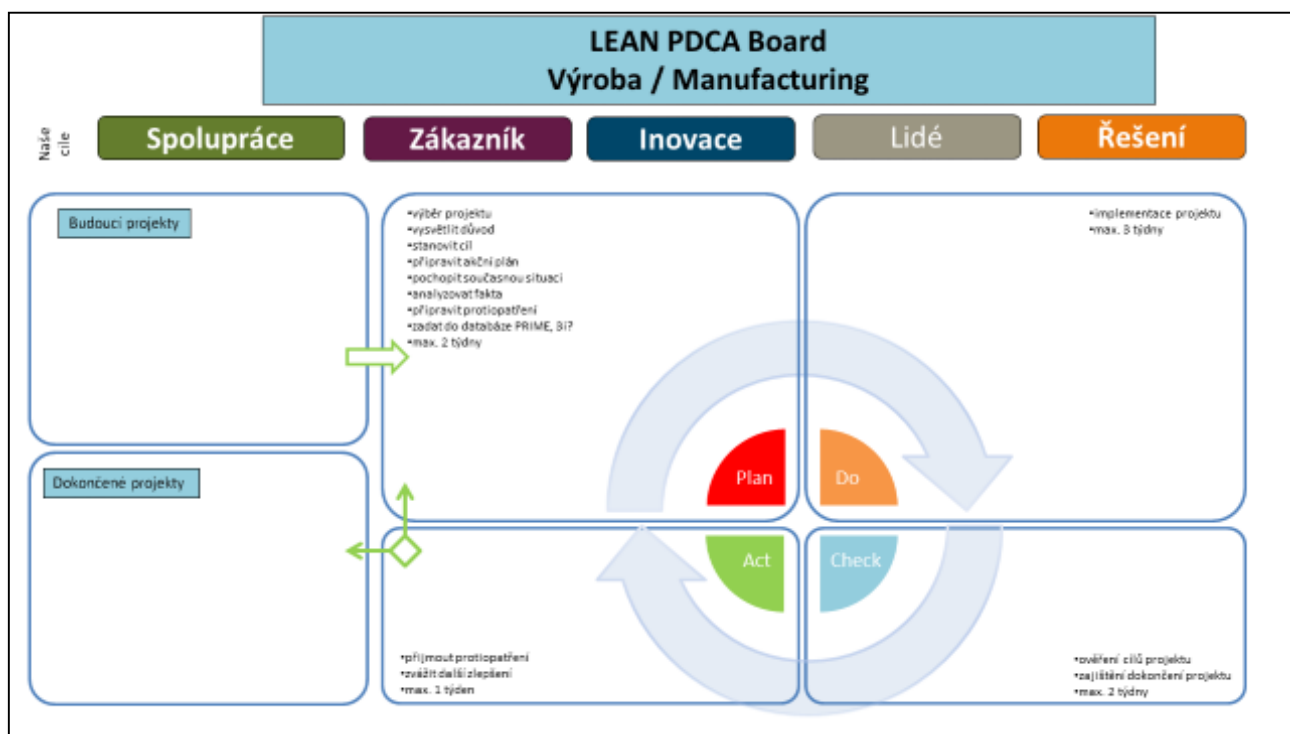 LEAN PDCA Board
Výroba / Manufacturing
Naše
cíle
Spolupráce
Zákazník
Inovace
Lidé
Řešení
Budoucí projekty
•výběr projektu
•vysvětlit důvod
•stanovit cíl
•připravit akční plán
•pochopit současnou situaci
•analyzovat fakta
•připravit protiopatření
•zadat do databáze PRIME, Bi?
•max. 2 týdny
•implementace projektu
•max. 3 týdny
Plan
Do
Dokončené projekty
Act
Check
•přijmout protiopatření
•zvážit další zlepšení
•max. 1 týden
•ověření cílů projektu
•zajištění dokončení projektu
•max. 2 týdny